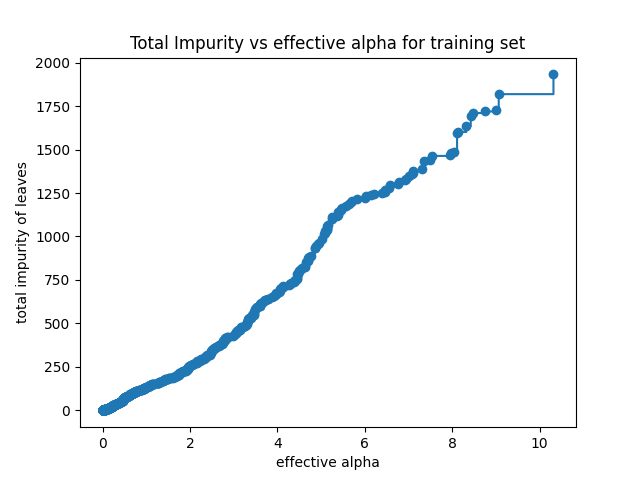 Total Impurity vs effective alpha for training set
2000
1750
1500
1250
1000
750
500
250
0
total impurity of leaves
0 2 4 6 8 10
effective alpha